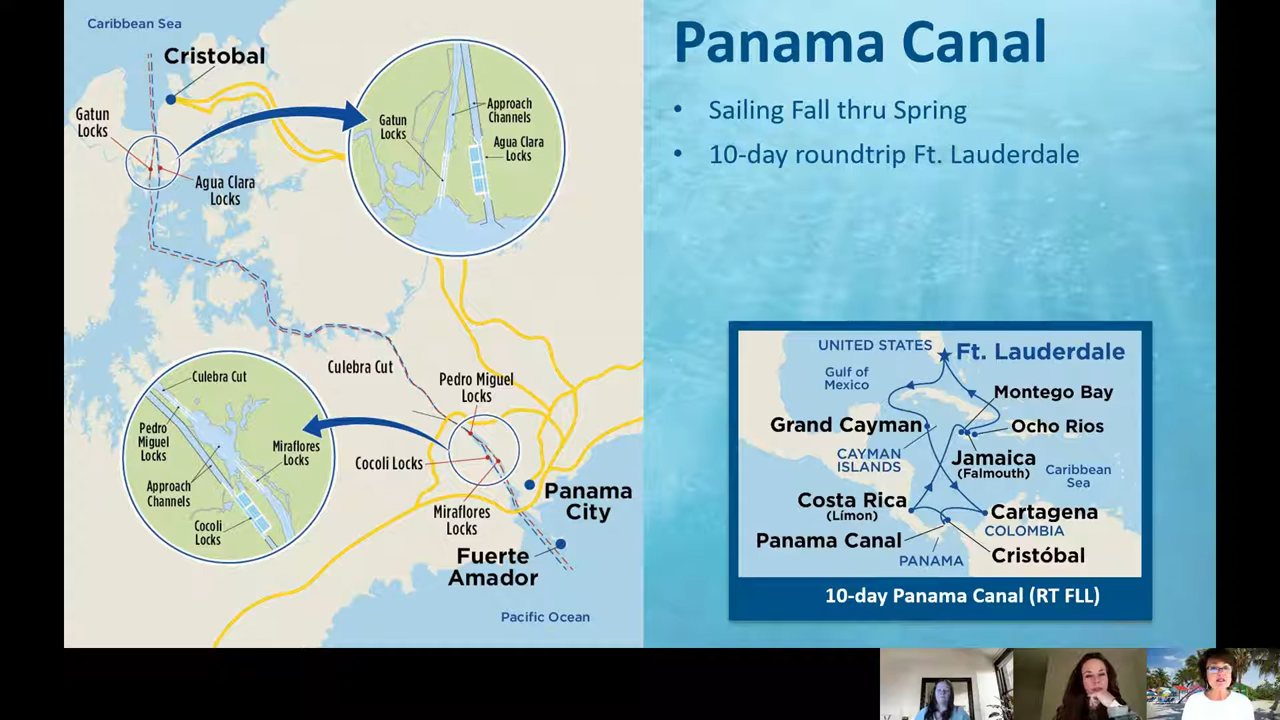 Caribbean Sea
Cristobal
Gatun
Locks
Agua Clara
Locks
Gatun
Locks
Approach
Channels
Agua Clara
Locks
Culebra Cut
Pedro Miguel
Locks
Culebra Cut
Pedro
Miguel
Locks
Miraflores
Locks
Approach
Channels
Cocoli
Locks
Cocoli Locks
Miraflores
Locks
Panama
City
Fuerte
Amador
Pacific Ocean
Panama Canal
• Sailing Fall thru Spring
• 10-day roundtrip Ft. Lauderdale
UNITED STATES
Ft. Lauderdale
Gulf of
Mexico
Montego Bay
Grand Cayman
Ocho Rios
CAYMAN
ISLANDS
Jamaica
(Falmouth)
Caribbean
Sea
Costa Rica
(Límon)
Cartagena
COLOMBIA
Panama Canal
PANAMA
Cristóbal
10-day Panama Canal (RT FLL)